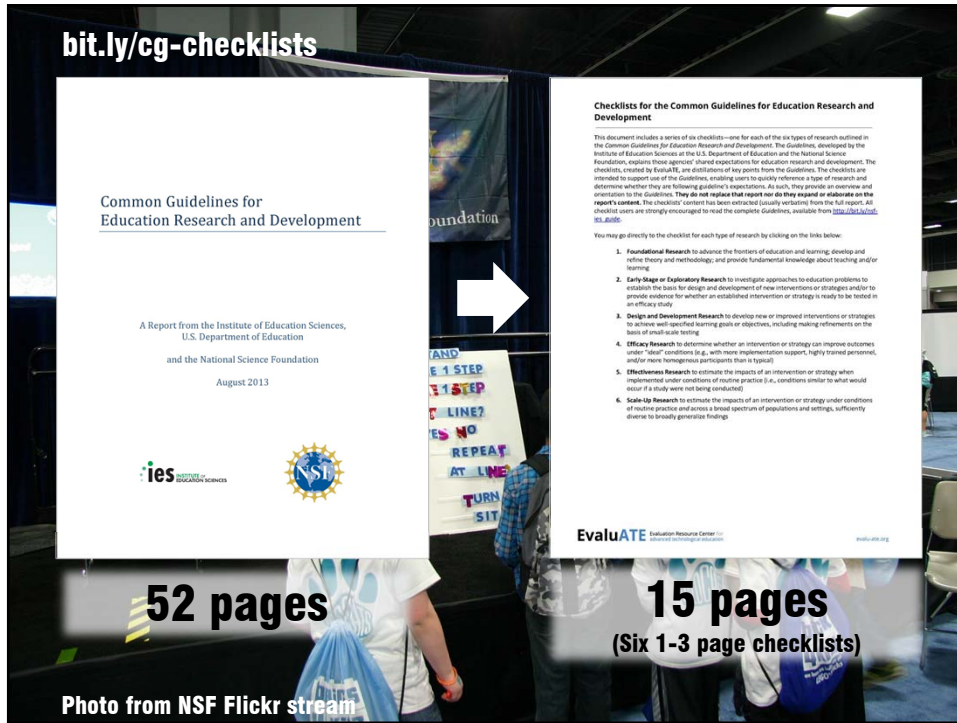 bit.ly/cg-checklists
Common Guidelines for
Education Research and Development
A Report from the Institute of Education Sciences,
U.S. Department of Education
and the National Science Foundation
August 2013
ies INSTITUTE OF
EDUCATION SCIENCES
NSF
52 pages
oundation
TAND
E 1 STEP
1 STEP
LINE?
ES NO
REPEAT
AT LINE
TURN
SIT
Checklists for the Common Guidelines for Education Research and
Development
This document includes a series of six checklists—one for each of the six types of research outlined in
the Common Guidelines for Education Research and Development. The Guidelines, developed by the
Institute of Education Sciences at the U.S. Department of Education and the National Science
Foundation, explains those agencies' shared expectations for education research and development. The
checklists, created by EvaluATE, are distillations of key points from the Guidelines. The checklists are
intended to support use of the Guidelines, enabling users to quickly reference a type of research and
determine whether they are following guideline's expectations. As such, they provide an overview and
orientation to the Guidelines. They do not replace that report nor do they expand or elaborate on the
report's content. The checklists' content has been extracted (usually verbatim) from the full report. All
checklist users are strongly encouraged to read the complete Guidelines, available from http://bit.ly/nsf-
ies_guide.
You may go directly to the checklist for each type of research by clicking on the links below:
1. Foundational Research to advance the frontiers of education and learning; develop and
refine theory and methodology; and provide fundamental knowledge about teaching and/or
learning
2. Early-Stage or Exploratory Research to investigate approaches to education problems to
establish the basis for design and development of new interventions or strategies and/or to
provide evidence for whether an established intervention or strategy is ready to be tested in
an efficacy study
3. Design and Development Research to develop new or improved interventions or strategies
to achieve well-specified learning goals or objectives, including making refinements on the
basis of small-scale testing
4. Efficacy Research to determine whether an intervention or strategy can improve outcomes
under "ideal" conditions (e.g., with more implementation support, highly trained personnel,
and/or more homogenous participants than is typical)
5. Effectiveness Research to estimate the impacts of an intervention or strategy when
implemented under conditions of routine practice (i.e., conditions similar to what would
occur if a study were not being conducted)
6. Scale-Up Research to estimate the impacts of an intervention or strategy under conditions
of routine practice and across a broad spectrum of populations and settings, sufficiently
diverse to broadly generalize findings
EvaluATE Evaluation Resource Center for
advanced technological education
evalu-ate.org
15 pages
(Six 1-3 page checklists)
Photo from NSF Flickr stream